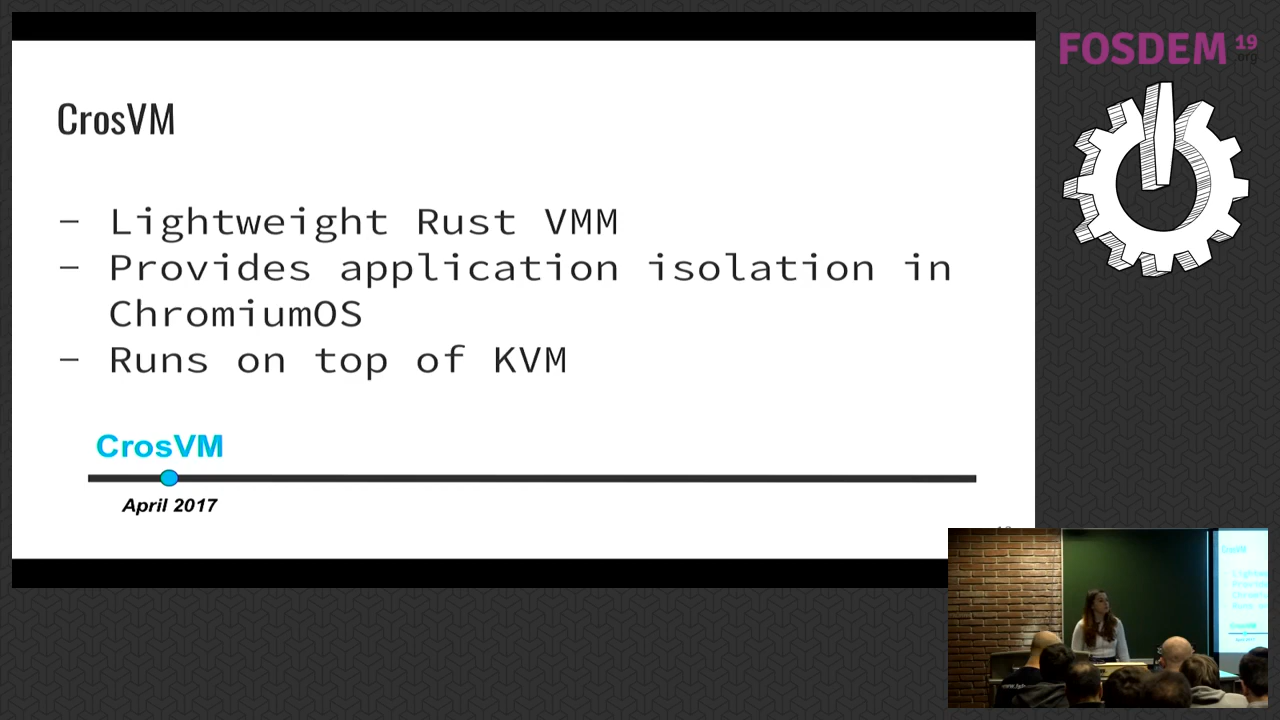 FOSDEM 19
.org
CrosVM
- Lightweight Rust VMM
- Provides application isolation in
ChromiumOS
- Runs on top of KVM
CrosVM
April 2017